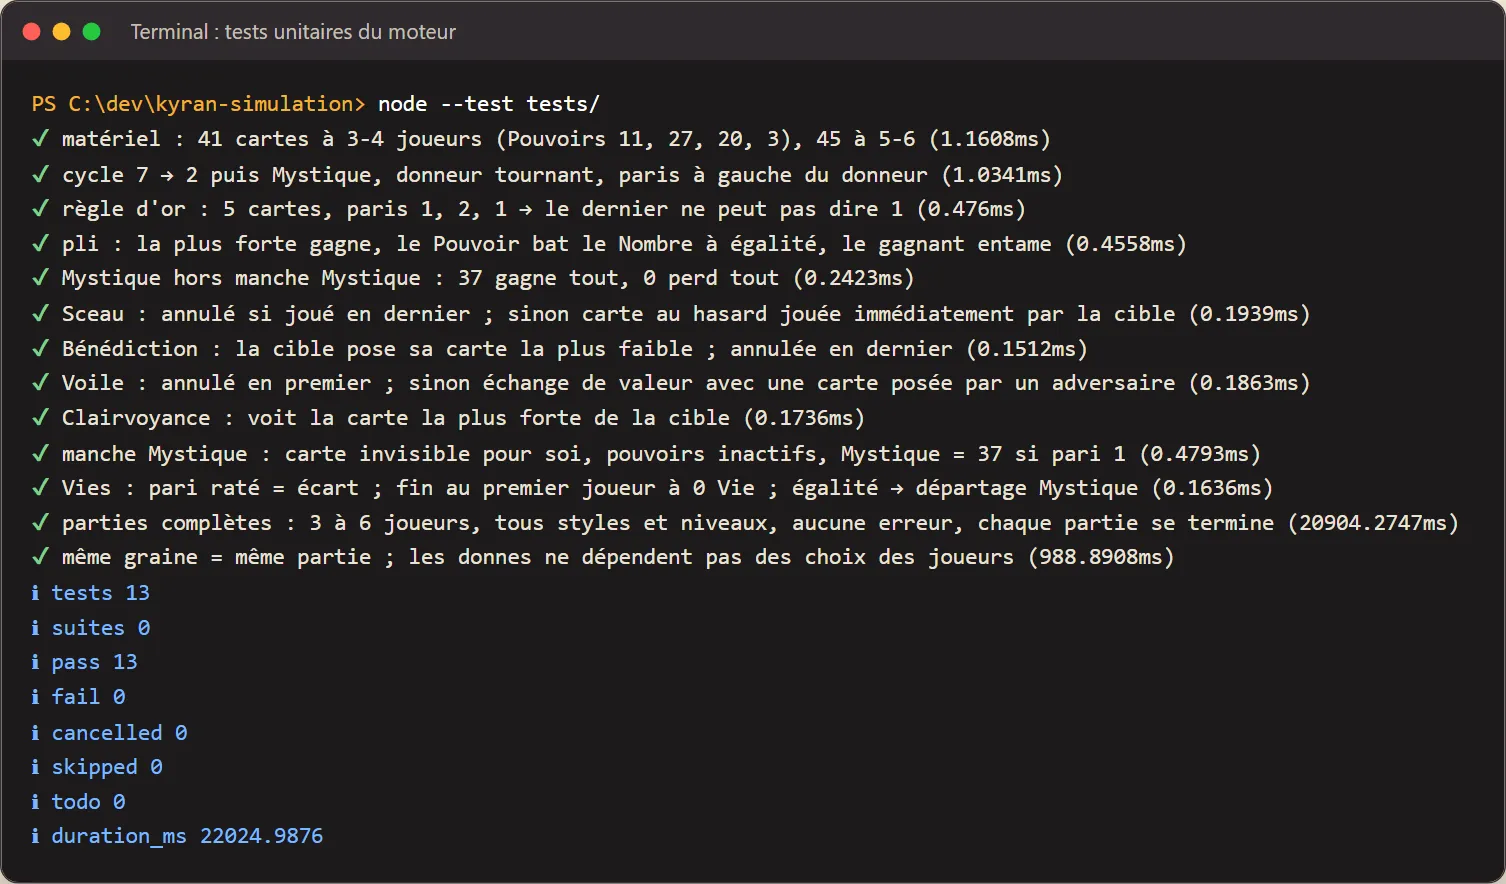 Terminal : tests unitaires du moteur
PS C:\dev\kyran-simulation> node --test tests/
✓ matériel : 41 cartes à 3-4 joueurs (Pouvoirs 11, 27, 20, 3), 45 à 5-6 (1.1608ms)
✓ cycle 7 → 2 puis Mystique, donneur tournant, paris à gauche du donneur (1.0341ms)
✓ règle d'or : 5 cartes, paris 1, 2, 1 → le dernier ne peut pas dire 1 (0.476ms)
✓ pli : la plus forte gagne, le Pouvoir bat le Nombre à égalité, le gagnant entame (0.4558ms)
✓ Mystique hors manche Mystique : 37 gagne tout, 0 perd tout (0.2423ms)
✓ Sceau : annulé si joué en dernier ; sinon carte au hasard jouée immédiatement par la cible (0.1939ms)
✓ Bénédiction : la cible pose sa carte la plus faible ; annulée en dernier (0.1512ms)
✓ Voile : annulé en premier ; sinon échange de valeur avec une carte posée par un adversaire (0.1863ms)
✓ Clairvoyance : voit la carte la plus forte de la cible (0.1736ms)
✓ manche Mystique : carte invisible pour soi, pouvoirs inactifs, Mystique = 37 si pari 1 (0.4793ms)
✓ Vies : pari raté = écart ; fin au premier joueur à 0 Vie ; égalité → départage Mystique (0.1636ms)
✓ parties complètes : 3 à 6 joueurs, tous styles et niveaux, aucune erreur, chaque partie se termine (20904.2747ms)
✓ même graine = même partie ; les donnes ne dépendent pas des choix des joueurs (988.8908ms)
ℹ tests 13
ℹ suites 0
ℹ pass 13
ℹ fail 0
ℹ cancelled 0
ℹ skipped 0
ℹ todo 0
ℹ duration_ms 22024.9876